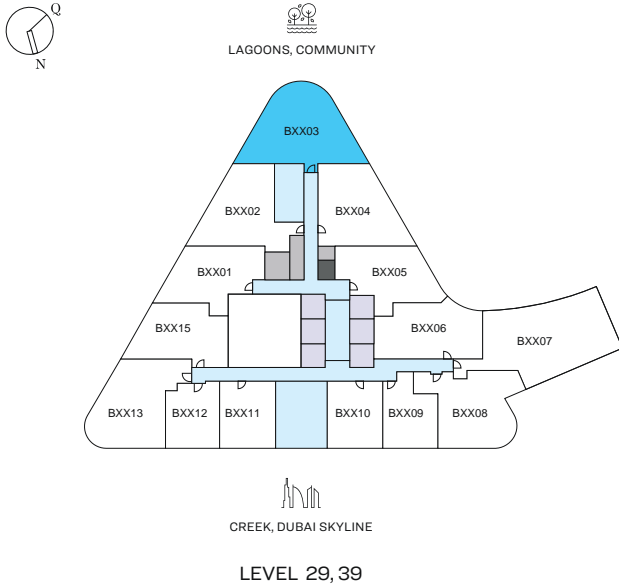 Q
N
LAGOONS, COMMUNITY
BXX03
BXX02 BXX04
BXX01 BXX05
BXX15 BXX06
BXX07
BXX13 BXX12 BXX11 BXX10 BXX09 BXX08
CREEK, DUBAI SKYLINE
LEVEL 29, 39